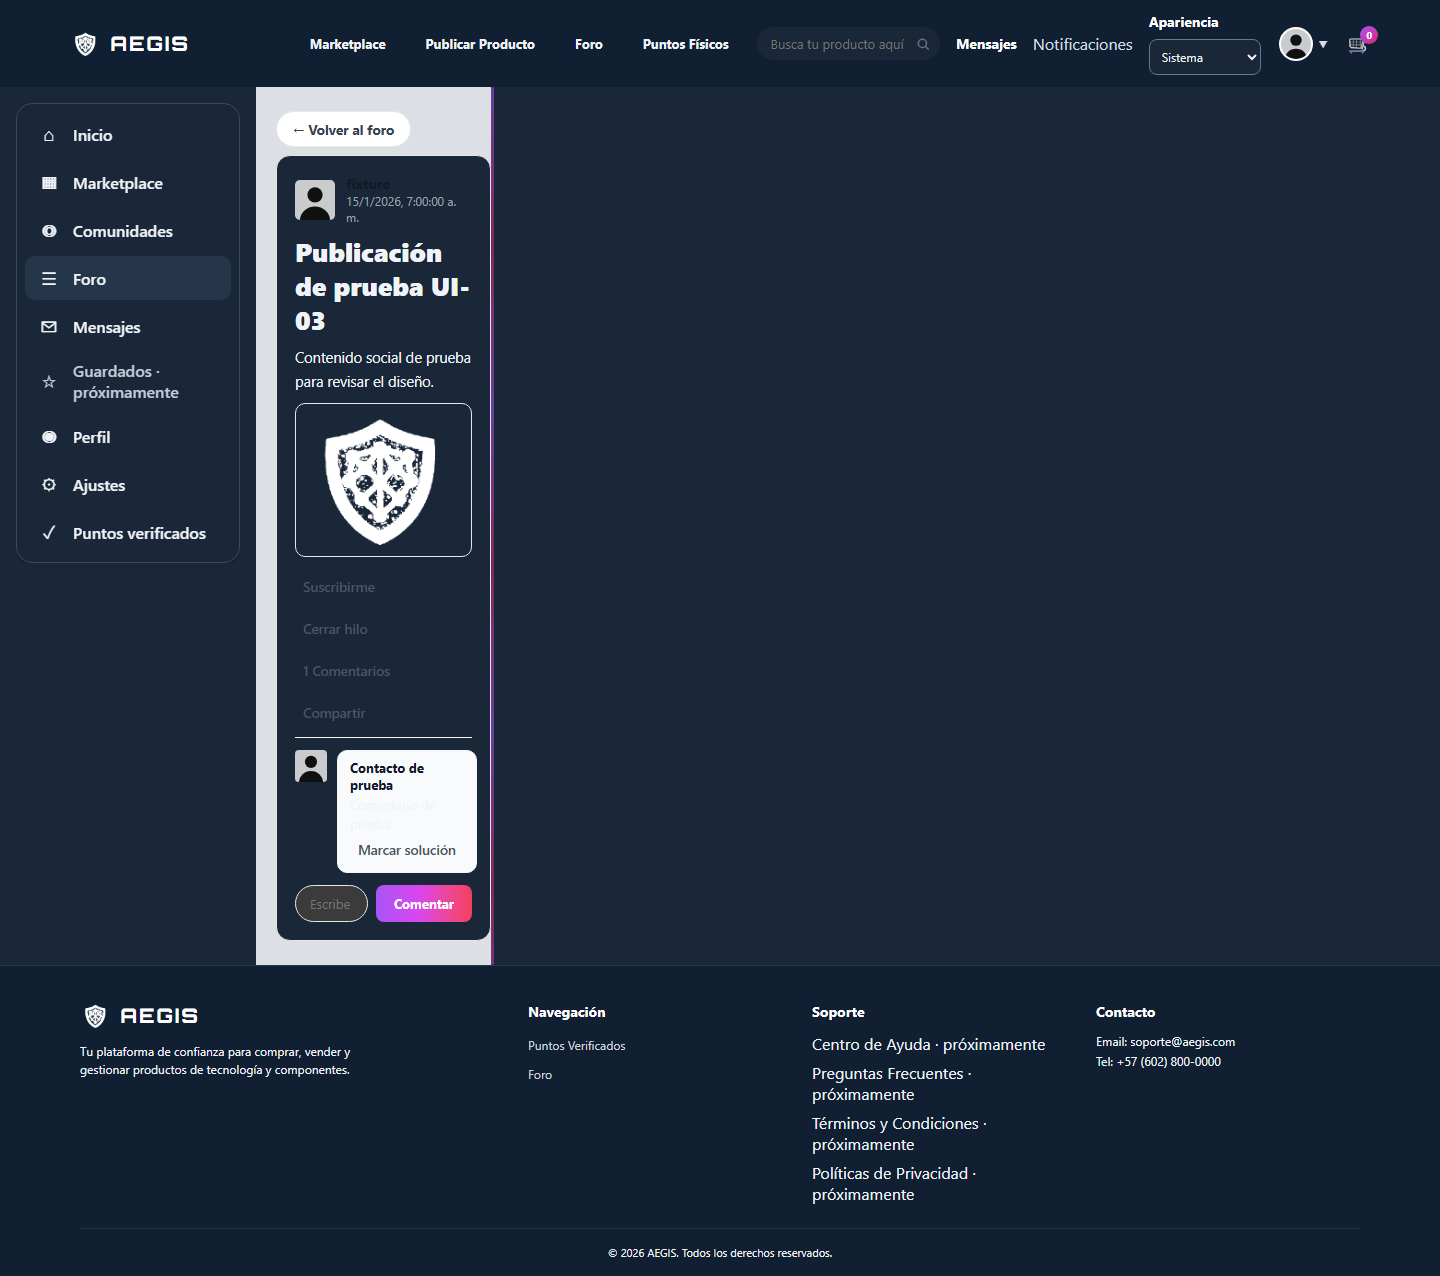 AEGIS
Marketplace
Publicar Producto
Foro
Puntos Físicos
Busca tu producto aquí
Mensajes
Notificaciones
Apariencia
Sistema
0
Inicio
Marketplace
Comunidades
Foro
Mensajes
Guardados ·
próximamente
Perfil
Ajustes
Puntos verificados
← Volver al foro
fixture
15/1/2026, 7:00:00 a.
m.
Publicación
de prueba UI-
03
Contenido social de prueba
para revisar el diseño.
Suscribirme
Cerrar hilo
1 Comentarios
Compartir
Contacto de
prueba
Comentario de
prueba
Marcar solución
Escribe
Comentar
AEGIS
Tu plataforma de confianza para comprar, vender y
gestionar productos de tecnología y componentes.
Navegación
Puntos Verificados
Foro
Soporte
Centro de Ayuda · próximamente
Preguntas Frecuentes ·
próximamente
Términos y Condiciones ·
próximamente
Políticas de Privacidad ·
próximamente
Contacto
Email: soporte@aegis.com
Tel: +57 (602) 800-0000
© 2026 AEGIS. Todos los derechos reservados.